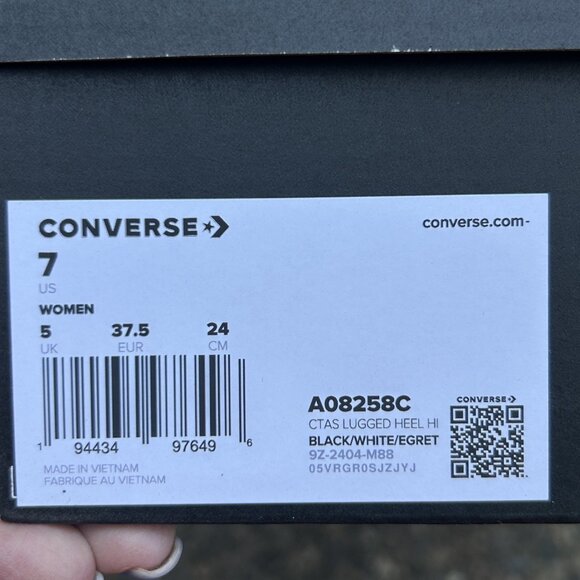 CONVERSE
converse.com-
7
US
WOMEN
5 37.5 24
UK EUR CM
1 94434 97649 6
MADE IN VIETNAM
FABRIQUE AU VIETNAM
A08258C
CTAS LUGGED HEEL HI
BLACK/WHITE/EGRET
9Z-2404-M88
05VRGR0SJZJYJ
CONVERSE